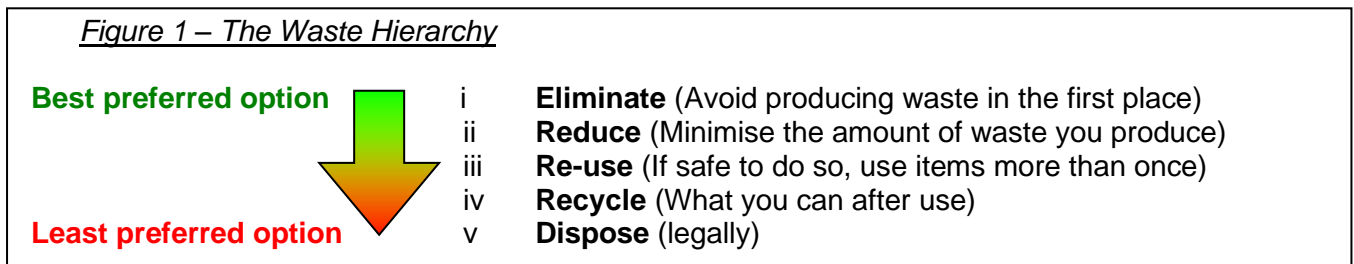 Figure 1 – The Waste Hierarchy
Best preferred option i Eliminate (Avoid producing waste in the first place)
ii Reduce (Minimise the amount of waste you produce)
iii Re-use (If safe to do so, use items more than once)
iv Recycle (What you can after use)
Least preferred option v Dispose (legally)